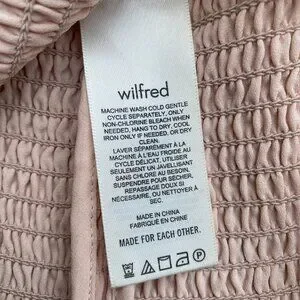 wilfred
MACHINE WASH COLD GENTLE
CYCLE SEPARATELY, ONLY
NON-CHLORINE BLEACH WHEN
NEEDED, HANG TO DRY, COOL
IRON ONLY IF NEEDED, OR DRY
CLEAN.
LAVER SÉPARÉMENT À LA
MACHINE À L'EAU FROIDE AU
CYCLE DÉLICAT, UTILISER
SEULEMENT UN JAVELLISANT
SANS CHLORE AU BESOIN,
SUSPENDRE POUR SÉCHER,
REPASSAGE DOUX SI
NÉCESSAIRE, OU NETTOYER À
SEC.
MADE IN CHINA
FABRIQUÉ EN CHINE
MADE FOR EACH OTHER.
P